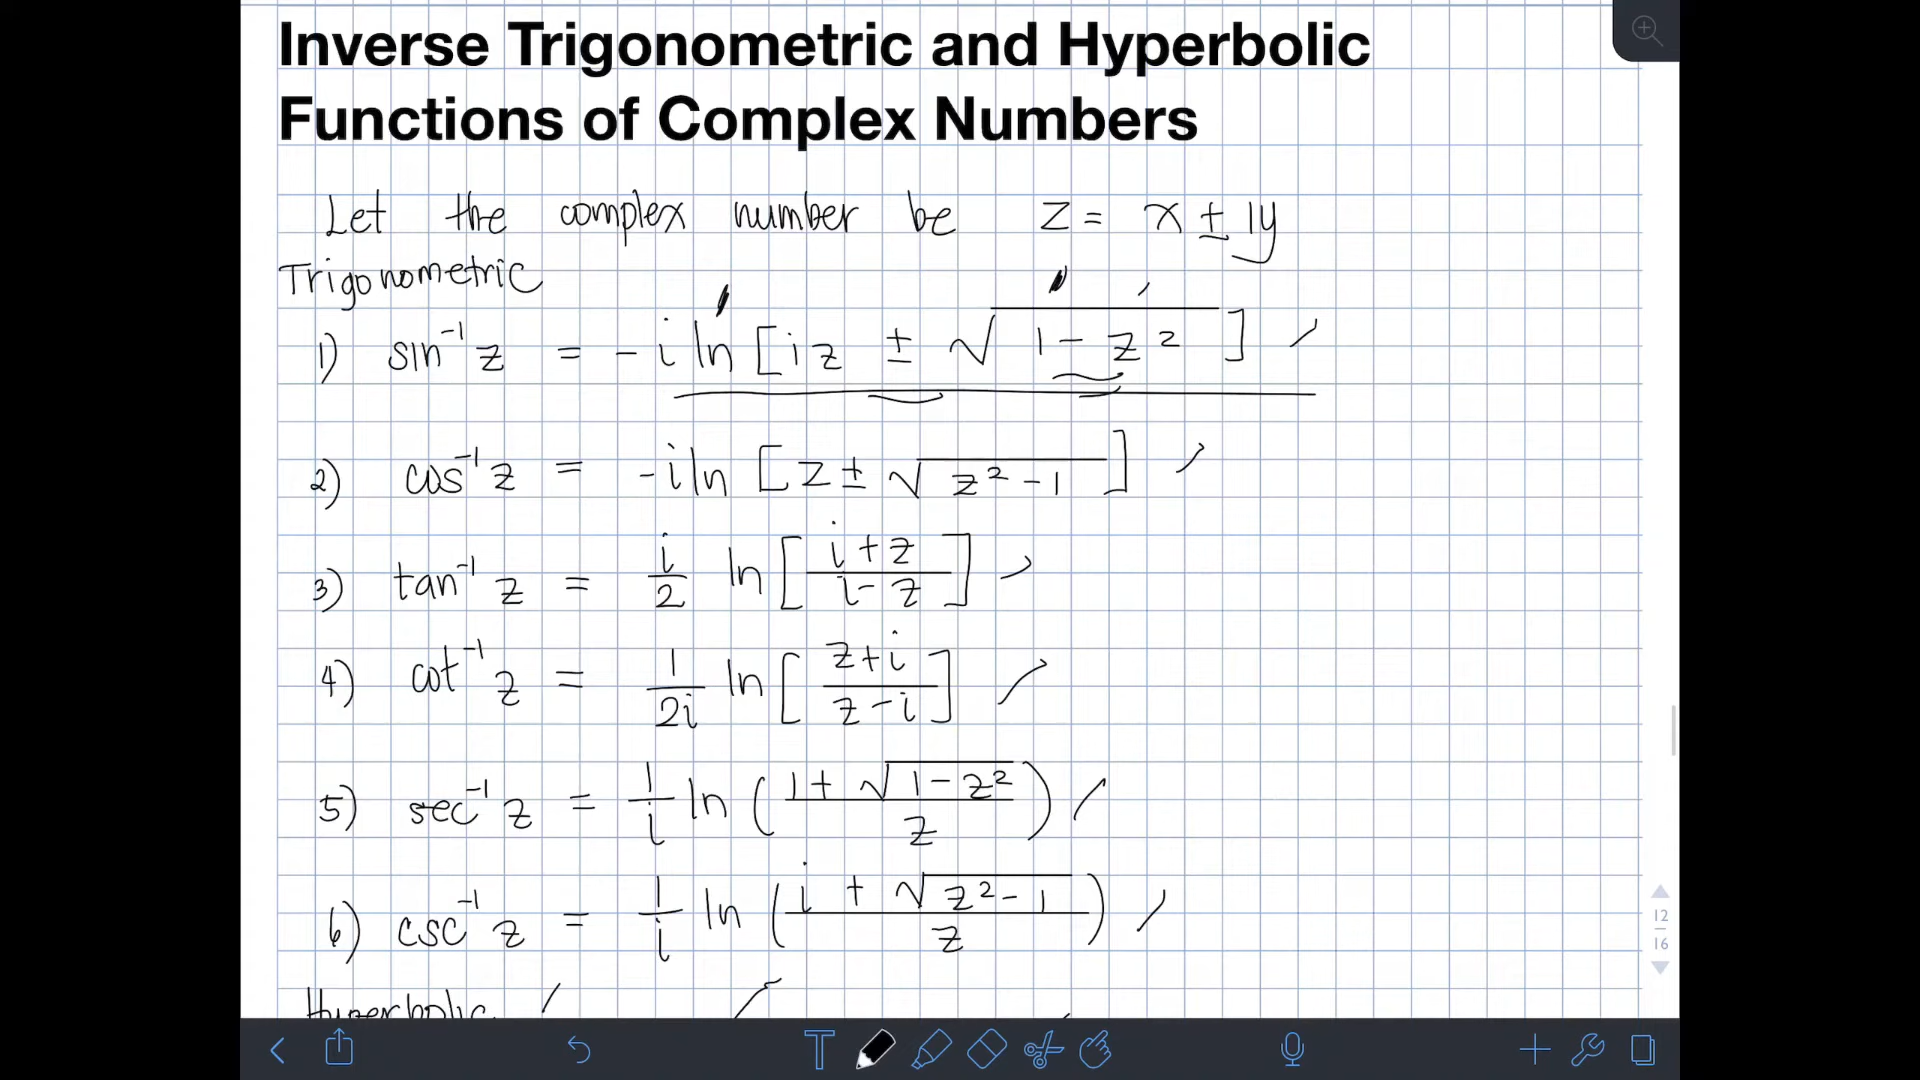 Inverse Trigonometric and Hyperbolic
Functions of Complex Numbers
Let the complex number be z = x ± iy
Trigonometric
1) sin⁻¹ z = - i ln [ i z ± √(1 - z²) ]
2) cos⁻¹ z = - i ln [ z ± √(z² - 1) ]
3) tan⁻¹ z = i/2 ln [ (i + z)/(i - z) ]
4) cot⁻¹ z = 1/2i ln [ (z + i)/(z - i) ]
5) sec⁻¹ z = 1/i ln ( (1 + √(1 - z²))/z )
6) csc⁻¹ z = 1/i ln ( (i + √(z² - 1))/z )
Hyperbolic
12
16
T